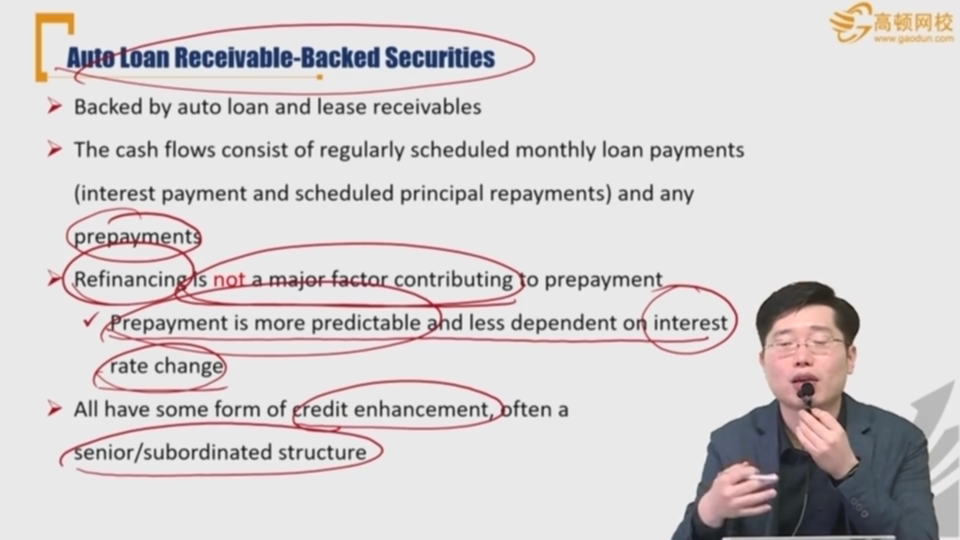 高顿网校
www.gaodun.com
Auto Loan Receivable-Backed Securities
Backed by auto loan and lease receivables
The cash flows consist of regularly scheduled monthly loan payments
(interest payment and scheduled principal repayments) and any
prepayments
Refinancing is not a major factor contributing to prepayment
Prepayment is more predictable and less dependent on interest
rate change
All have some form of credit enhancement, often a
senior/subordinated structure